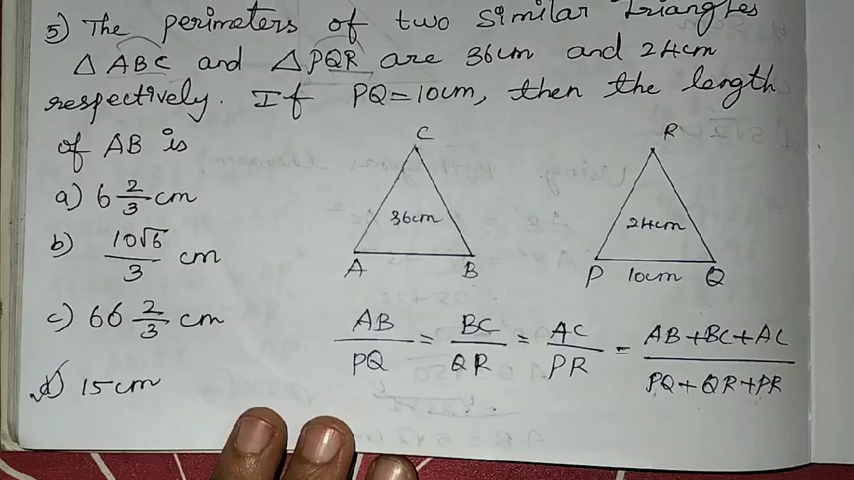 5) The perimeters of two similar triangles
△ ABC and △ PQR are 36cm and 24cm
respectively. If PQ = 10cm, then the length
of AB is
a) 6 2/3 cm
b) 10√6/3 cm
c) 66 2/3 cm
d) 15cm
C
36cm
A B
R
24cm
P 10cm Q
AB/PQ = BC/QR = AC/PR = AB+BC+AC/PQ+QR+PR